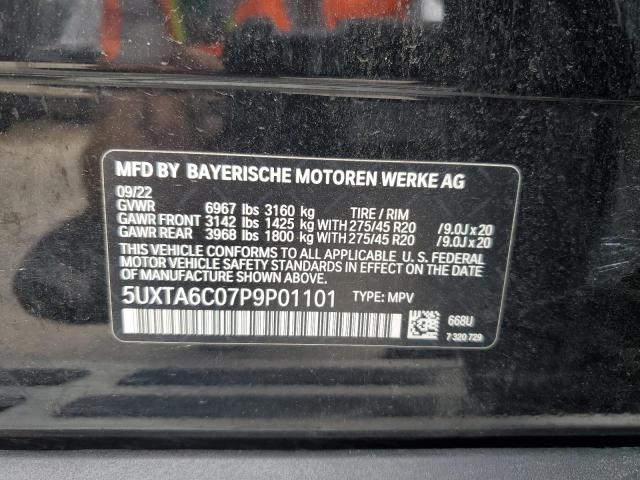 MFD BY BAYERISCHE MOTOREN WERKE AG
09/22
GVWR 6967 lbs 3160 kg TIRE / RIM
GAWR FRONT 3142 lbs 1425 kg WITH 275/45 R20 /9.0J x 20
GAWR REAR 3968 lbs 1800 kg WITH 275/45 R20 /9.0J x 20
THIS VEHICLE CONFORMS TO ALL APPLICABLE U. S. FEDERAL
MOTOR VEHICLE SAFETY STANDARDS IN EFFECT ON THE DATE
OF MANUFACTURE SHOWN ABOVE.
5UXTA6C07P9P01101 TYPE: MPV
668U
7 320 729